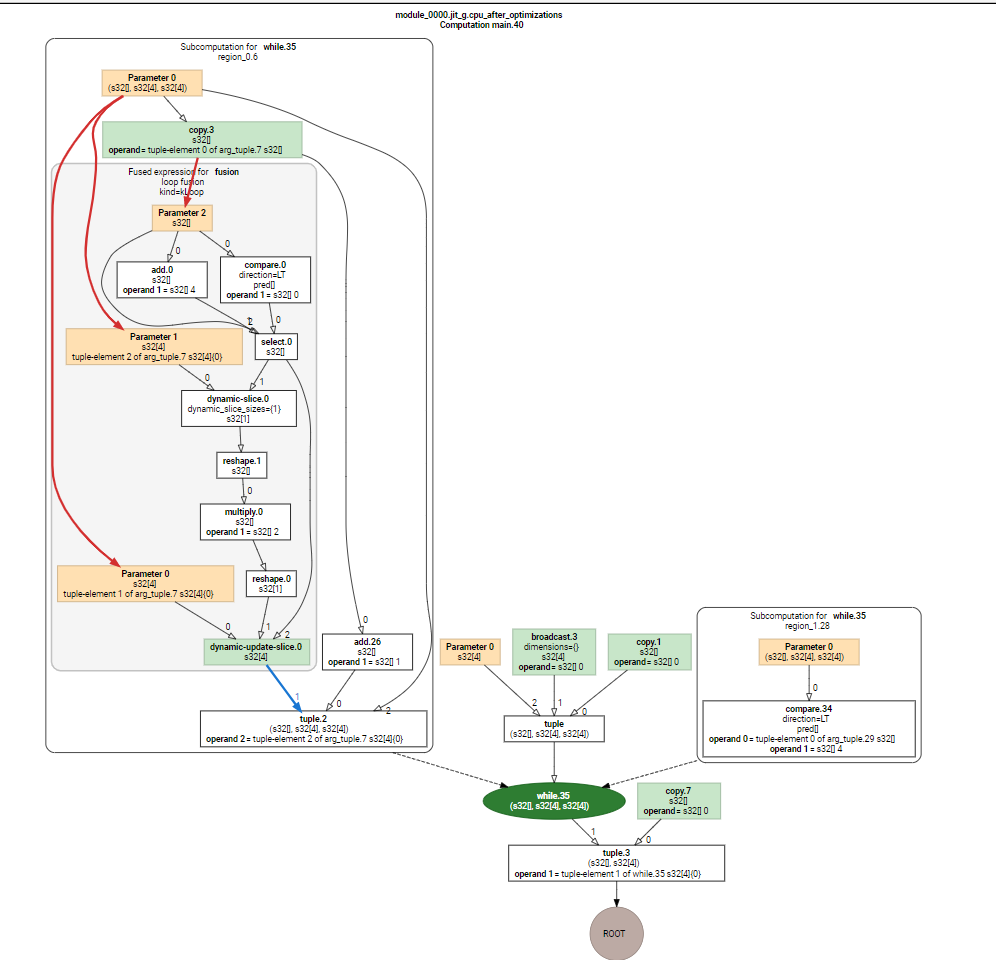 module_0000.jit_g.cpu_after_optimizations
Computation main.40
Subcomputation for while.35
region_0.6
Parameter 0
(s32[], s32[4], s32[4])
copy.3
s32[]
operand= tuple-element 0 of arg_tuple.7 s32[]
Fused expression for fusion
loop fusion
kind=kLoop
Parameter 2
s32[]
0
0
add.0
s32[]
operand 1 = s32[] 4
compare.0
direction=LT
pred[]
operand 1 = s32[] 0
1
2
0
Parameter 1
s32[4]
tuple-element 2 of arg_tuple.7 s32[4]{0}
select.0
s32[]
0
1
dynamic-slice.0
dynamic_slice_sizes={1}
s32[1]
reshape.1
s32[]
0
multiply.0
s32[]
operand 1 = s32[] 2
Parameter 0
s32[4]
tuple-element 1 of arg_tuple.7 s32[4]{0}
reshape.0
s32[1]
0
1
2
dynamic-update-slice.0
s32[4]
0
add.26
s32[]
operand 1 = s32[] 1
1
0
2
tuple.2
(s32[], s32[4], s32[4])
operand 2 = tuple-element 2 of arg_tuple.7 s32[4]{0}
Parameter 0
s32[4]
broadcast.3
dimensions={}
s32[4]
operand= s32[] 0
copy.1
s32[]
operand= s32[] 0
2
1
0
tuple
(s32[], s32[4], s32[4])
Subcomputation for while.35
region_1.28
Parameter 0
(s32[], s32[4], s32[4])
0
compare.34
direction=LT
pred[]
operand 0 = tuple-element 0 of arg_tuple.29 s32[]
operand 1 = s32[] 4
while.35
(s32[], s32[4], s32[4])
copy.7
s32[]
operand= s32[] 0
1
0
tuple.3
(s32[], s32[4])
operand 1 = tuple-element 1 of while.35 s32[4]{0}
ROOT